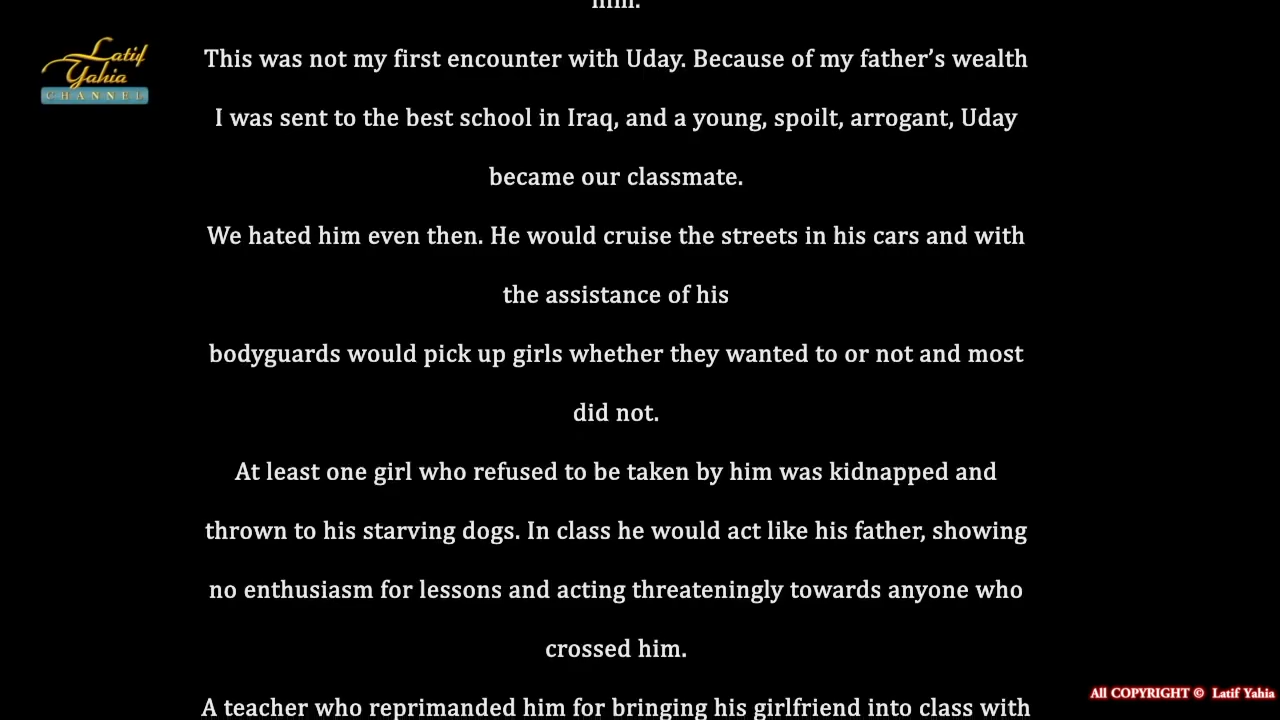 him.
Latif
Yahia
CHANNEL
This was not my first encounter with Uday. Because of my father’s wealth
I was sent to the best school in Iraq, and a young, spoilt, arrogant, Uday
became our classmate.
We hated him even then. He would cruise the streets in his cars and with
the assistance of his
bodyguards would pick up girls whether they wanted to or not and most
did not.
At least one girl who refused to be taken by him was kidnapped and
thrown to his starving dogs. In class he would act like his father, showing
no enthusiasm for lessons and acting threateningly towards anyone who
crossed him.
A teacher who reprimanded him for bringing his girlfriend into class with
All COPYRIGHT © Latif Yahia